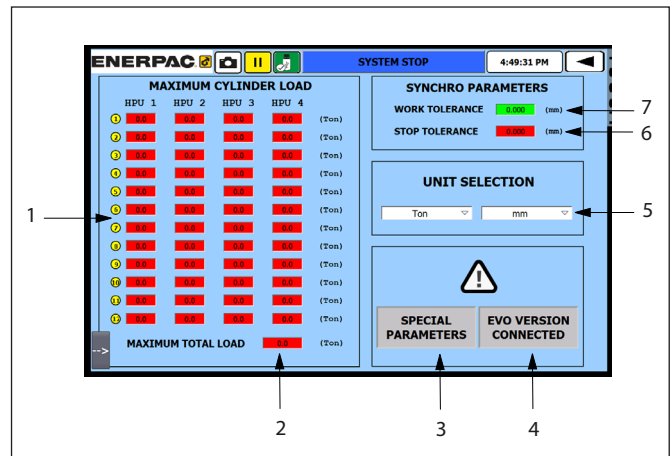 ENERPAC
SYSTEM STOP
4:49:31 PM
MAXIMUM CYLINDER LOAD
HPU 1 HPU 2 HPU 3 HPU 4
1 0.0 0.0 0.0 0.0 (Ton)
2 0.0 0.0 0.0 0.0 (Ton)
3 0.0 0.0 0.0 0.0 (Ton)
4 0.0 0.0 0.0 0.0 (Ton)
5 0.0 0.0 0.0 0.0 (Ton)
6 0.0 0.0 0.0 0.0 (Ton)
7 0.0 0.0 0.0 0.0 (Ton)
8 0.0 0.0 0.0 0.0 (Ton)
9 0.0 0.0 0.0 0.0 (Ton)
10 0.0 0.0 0.0 0.0 (Ton)
11 0.0 0.0 0.0 0.0 (Ton)
12 0.0 0.0 0.0 0.0 (Ton)
-->
MAXIMUM TOTAL LOAD 0.0 (Ton)
SYNCHRO PARAMETERS
WORK TOLERANCE 0.000 (mm)
STOP TOLERANCE 0.000 (mm)
UNIT SELECTION
Ton mm
SPECIAL
PARAMETERS
EVO VERSION
CONNECTED
1
2
3
4
5
6
7